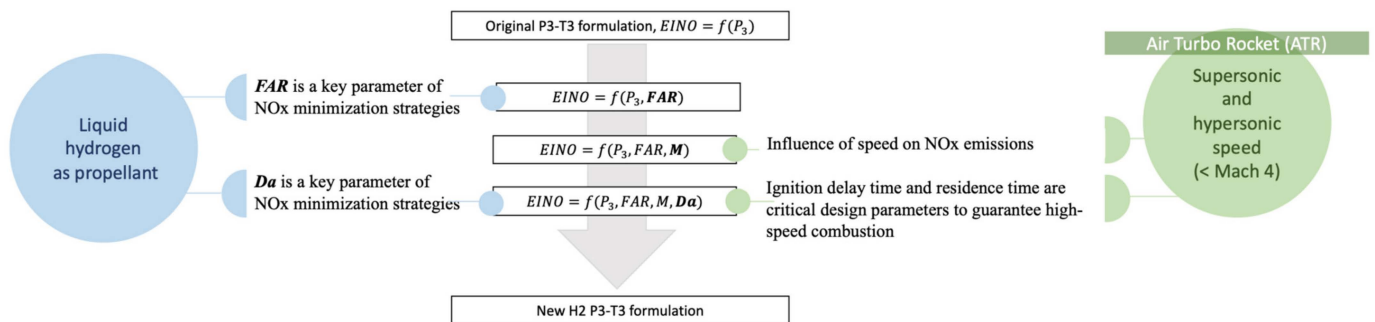 Original P3-T3 formulation, EINO = f(P₃)
Liquid
hydrogen
as propellant
FAR is a key parameter of
NOx minimization strategies
EINO = f(P₃, FAR)
EINO = f(P₃, FAR, M)
Influence of speed on NOx emissions
Da is a key parameter of
NOx minimization strategies
EINO = f(P₃, FAR, M, Da)
Ignition delay time and residence time are
critical design parameters to guarantee high-
speed combustion
Air Turbo Rocket (ATR)
Supersonic
and
hypersonic
speed
(< Mach 4)
New H2 P3-T3 formulation